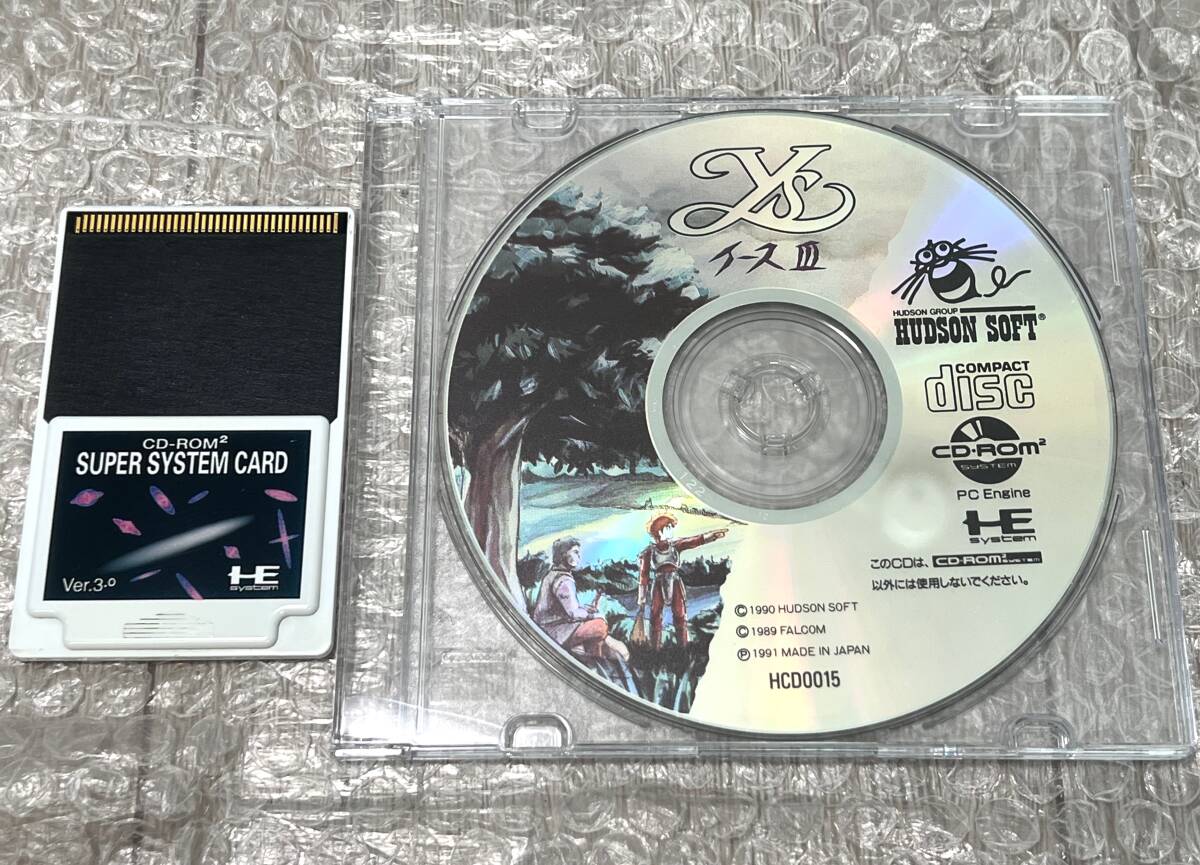 CD-ROM²
SUPER SYSTEM CARD
Ver.3.0
HE
system
Ys
イースIII
HUDSON GROUP
HUDSON SOFT®
COMPACT
disc
CD-ROM²
SYSTEM
PC Engine
HE
system
このCDは、CD-ROM²SYSTEM
以外には使用しないでください。
©1990 HUDSON SOFT
©1989 FALCOM
Ⓟ1991 MADE IN JAPAN
HCD0015